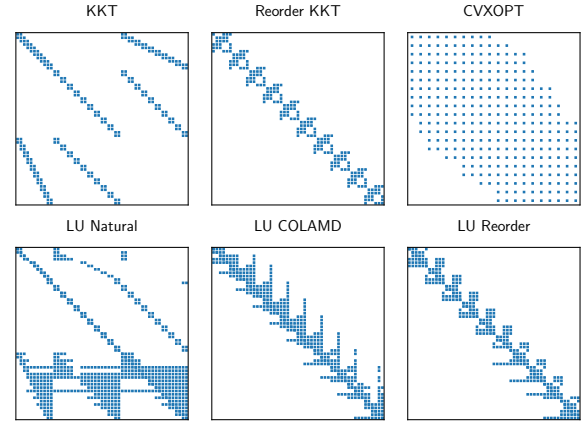 KKT
Reorder KKT
CVXOPT
LU Natural
LU COLAMD
LU Reorder